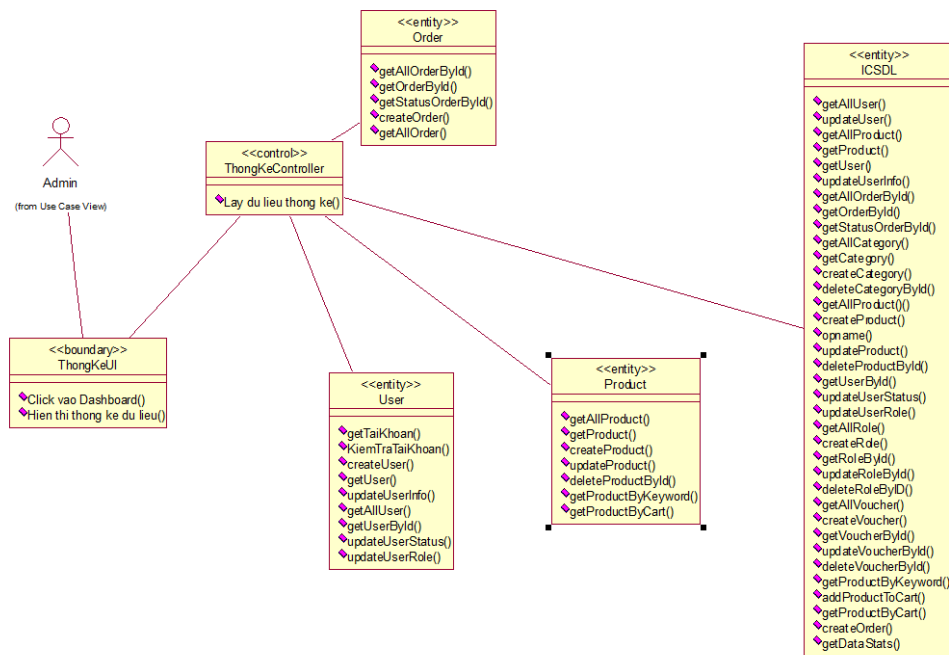 <<entity>>
Order
getAllOrderById()
getOrderById()
getStatusOrderById()
createOrder()
getAllOrder()
Admin
(from Use Case View)
<<control>>
ThongKeController
Lay du lieu thong ke()
<<boundary>>
ThongKeUI
Click vao Dashboard()
Hien thi thong ke du lieu()
<<entity>>
User
getTaiKhoan()
KiemTraTaiKhoan()
createUser()
getUser()
updateUserInfo()
getAllUser()
getUserById()
updateUserStatus()
updateUserRole()
<<entity>>
Product
getAllProduct()
getProduct()
createProduct()
updateProduct()
deleteProductById()
getProductByKeyword()
getProductByCart()
<<entity>>
ICSDL
getAllUser()
updateUser()
getAllProduct()
getProduct()
getUser()
updateUserInfo()
getAllOrderById()
getOrderById()
getStatusOrderById()
getAllCategory()
getCategory()
createCategory()
deleteCategoryById()
getAllProduct()()
createProduct()
opname()
updateProduct()
deleteProductById()
getUserById()
updateUserStatus()
updateUserRole()
getAllRole()
createRole()
getRoleById()
updateRoleById()
deleteRoleByID()
getAllVoucher()
createVoucher()
getVoucherById()
updateVoucherById()
deleteVoucherById()
getProductByKeyword()
addProductToCart()
getProductByCart()
createOrder()
getDataStats()